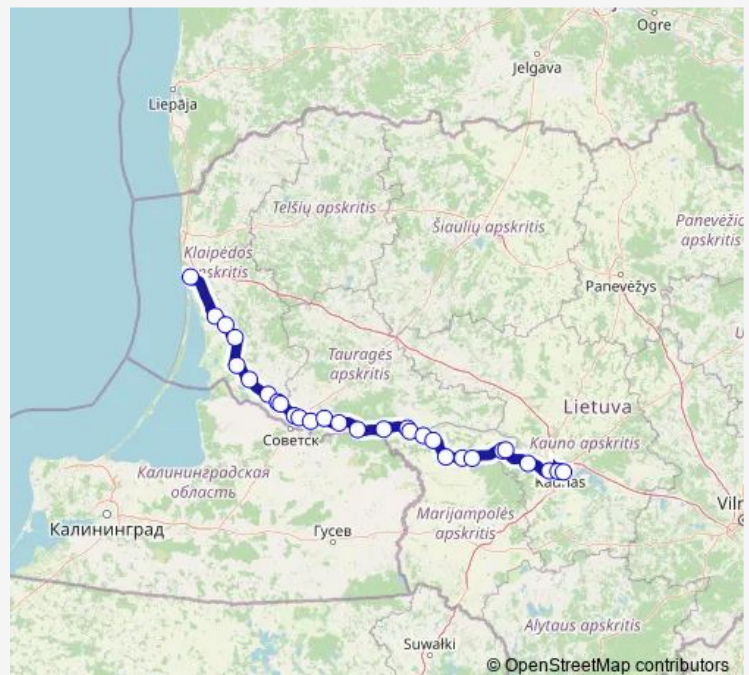 Ogre
Jelgava
Liepāja
Telšių apskritis
Šiaulių apskritis
Panevėžio
apskritis
Klaipėdos
apskritis
Panevėžys
Tauragės
apskritis
Lietuva
Советск
Kauno apskritis
Калининградская
область
Kaunas
Калининград
Гусев
Marijampolės
apskritis
Viln
Alytaus apskritis
Suwałki
© OpenStreetMap contributors